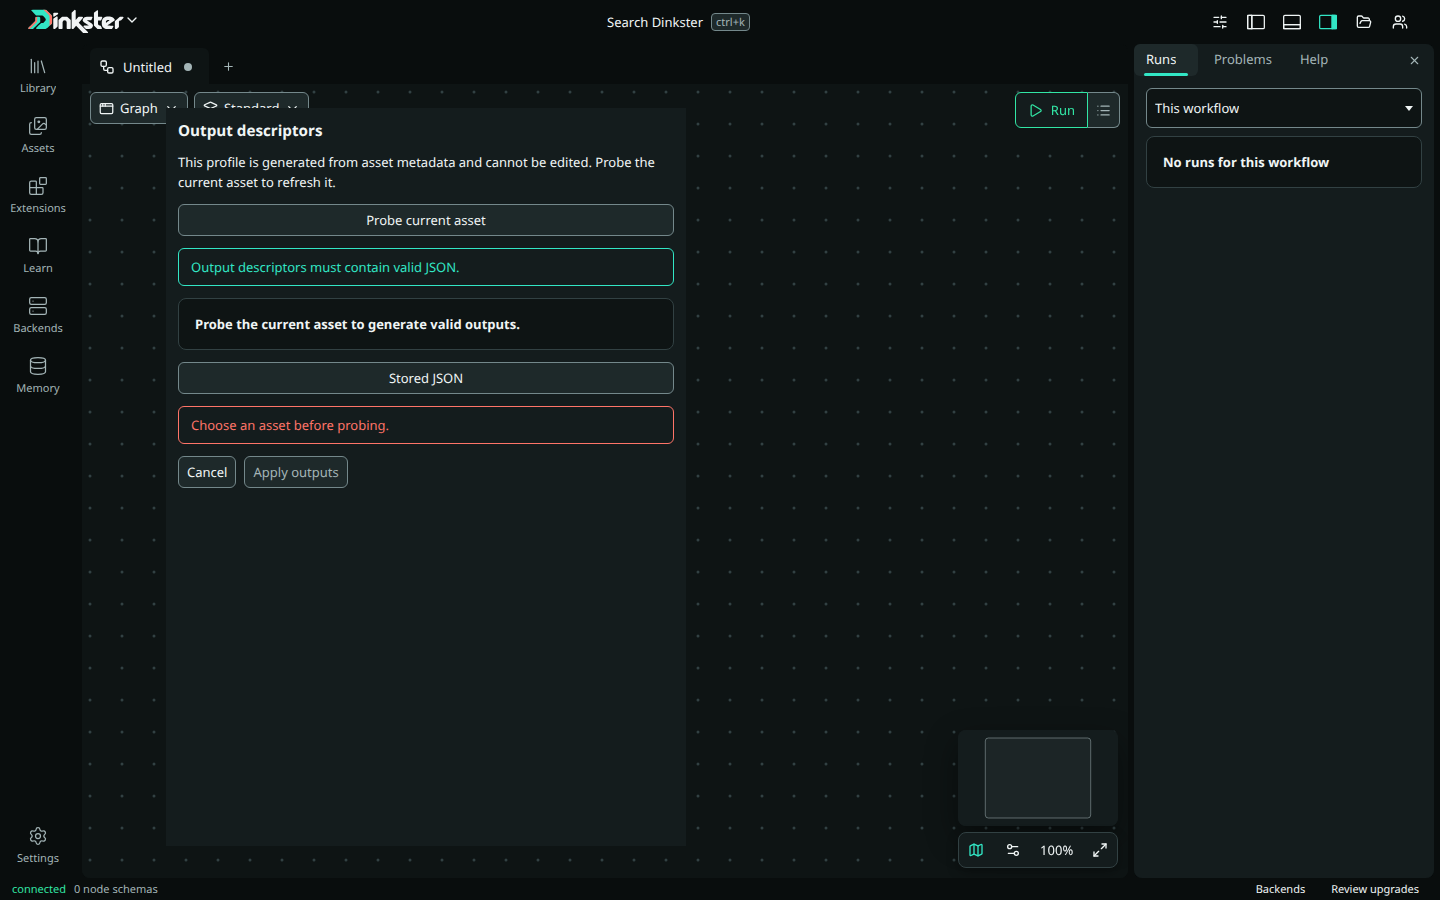 Dinkster
Search Dinkster ctrl+k
Library
Assets
Extensions
Learn
Backends
Memory
Settings
Untitled
Graph
Standard
Run
Output descriptors
This profile is generated from asset metadata and cannot be edited. Probe the
current asset to refresh it.
Probe current asset
Output descriptors must contain valid JSON.
Probe the current asset to generate valid outputs.
Stored JSON
Choose an asset before probing.
Cancel Apply outputs
100%
Runs Problems Help
This workflow
No runs for this workflow
connected 0 node schemas
Backends Review upgrades